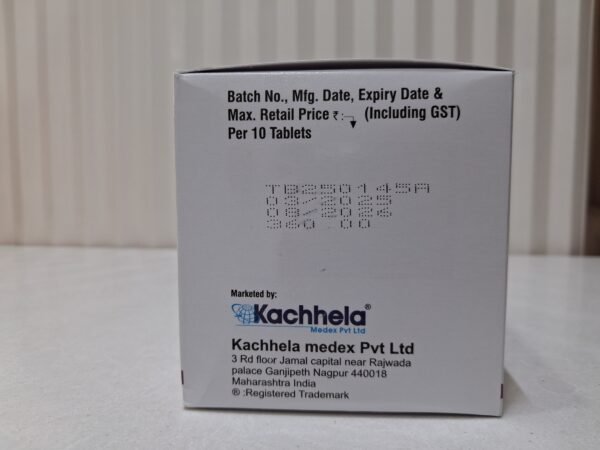 Batch No., Mfg. Date, Expiry Date &
Max. Retail Price ₹ :- (Including GST)
Per 10 Tablets
TB250145A
03/2025
08/2026
360.00
Marketed by:
Kachhela®
Medex Pvt Ltd
Kachhela medex Pvt Ltd
3 Rd floor Jamal capital near Rajwada
palace Ganjipeth Nagpur 440018
Maharashtra India
® :Registered Trademark